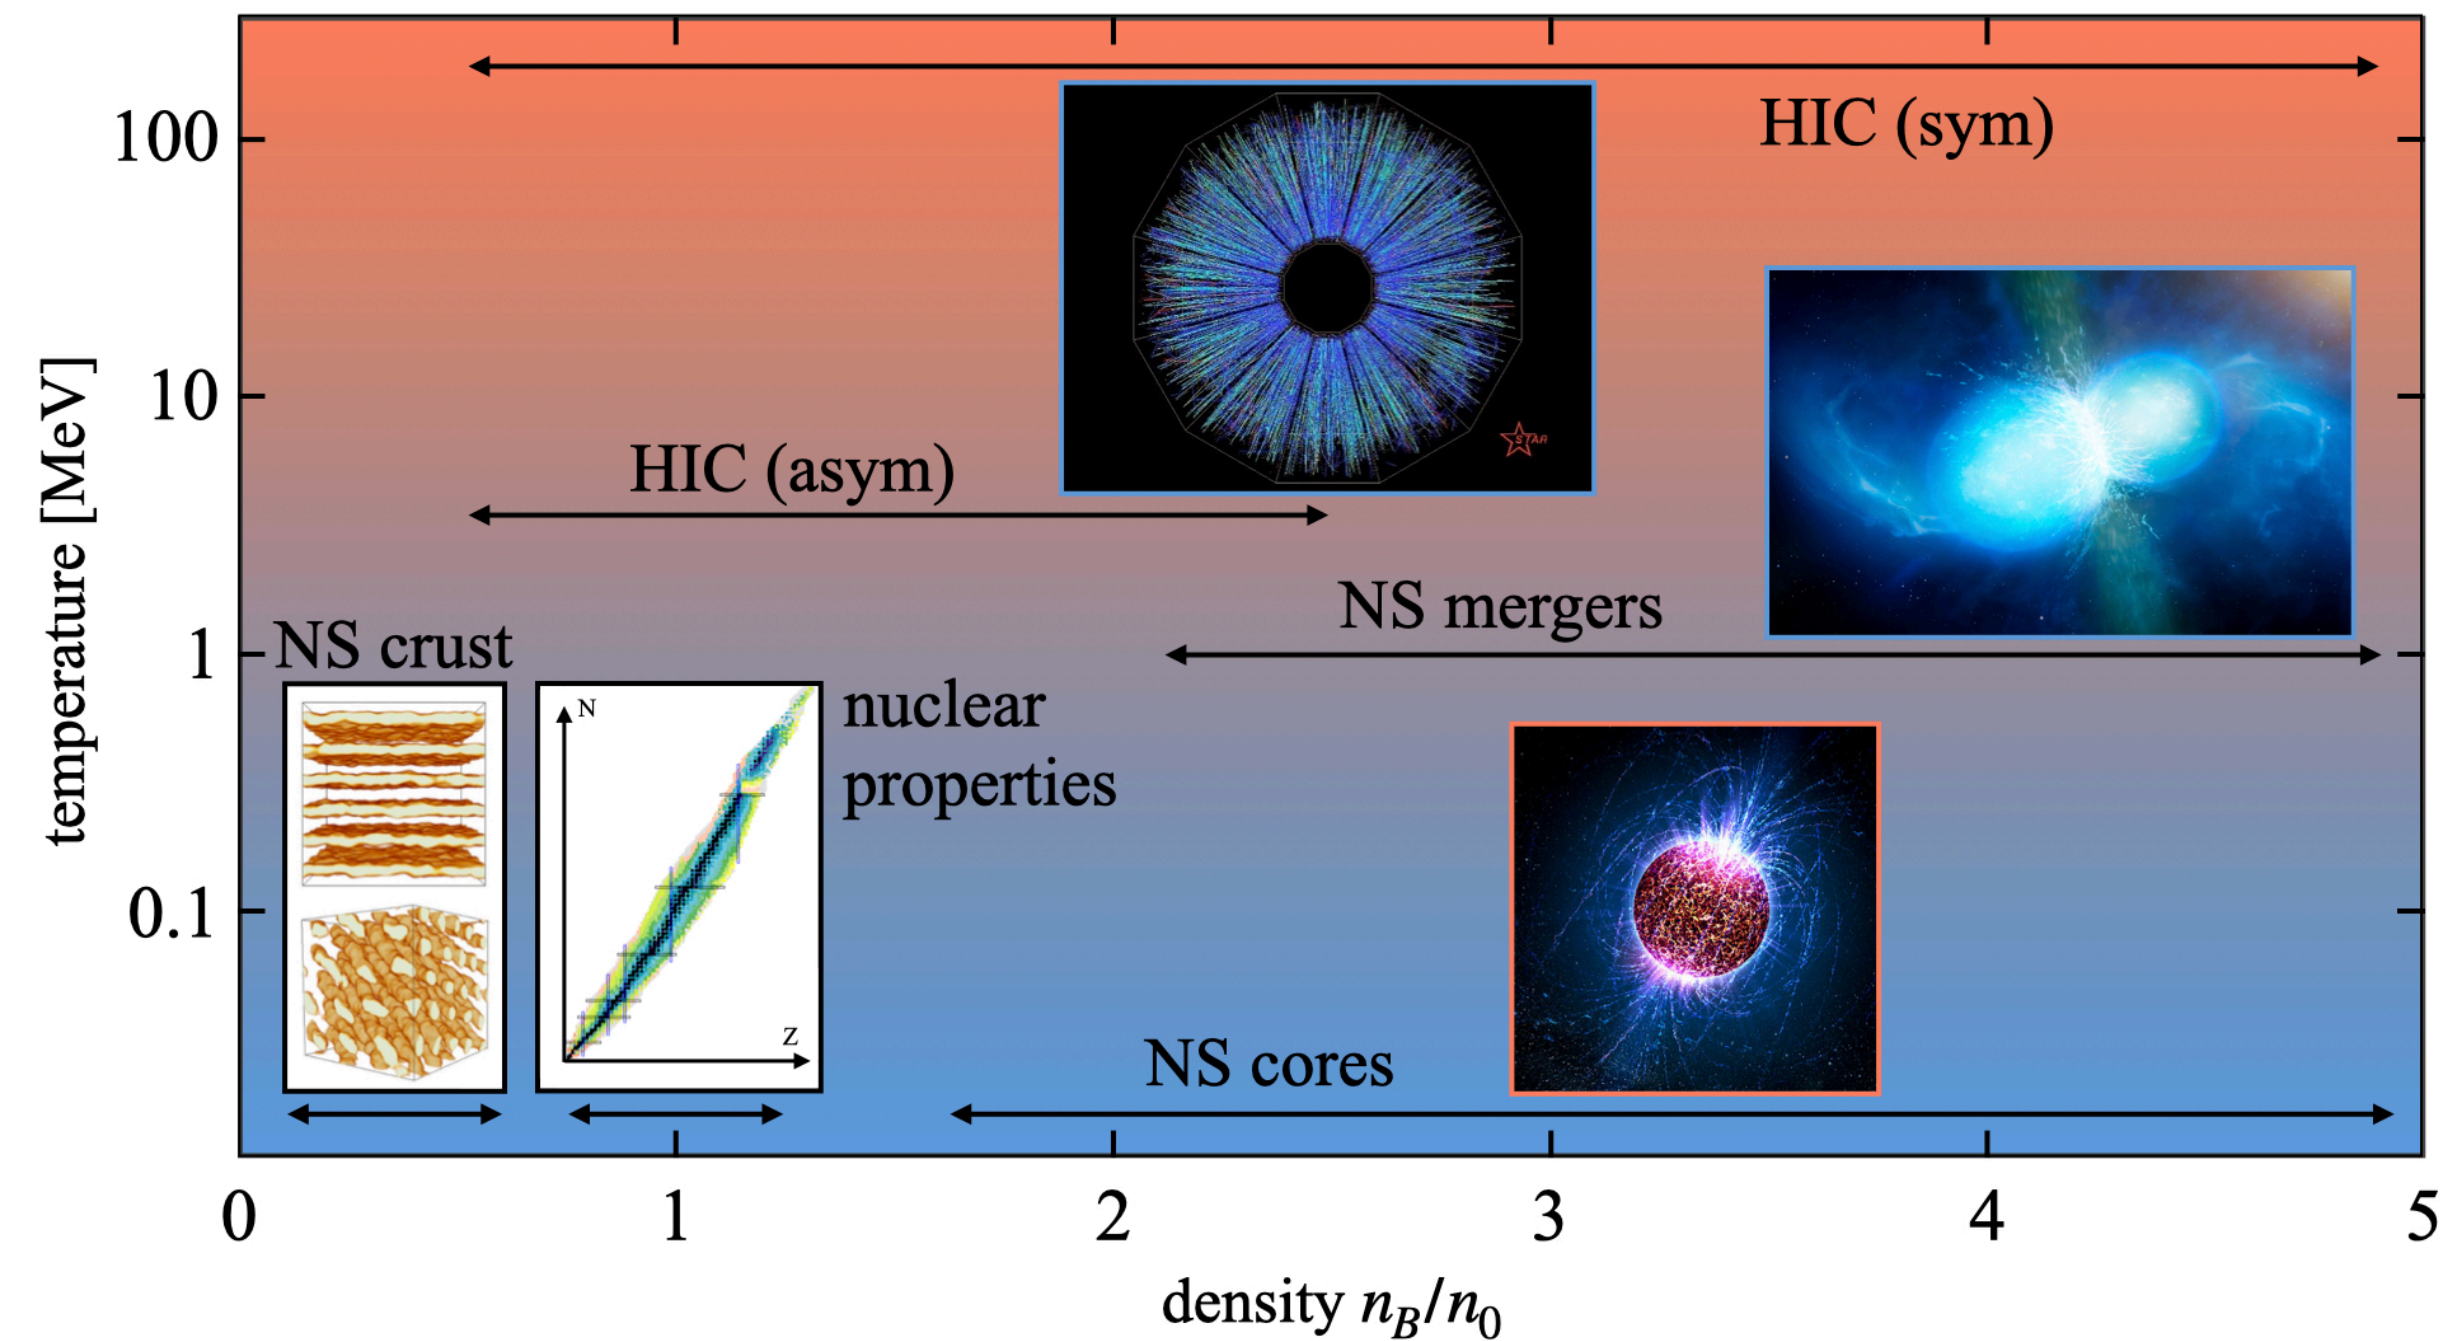 HIC (sym)
100
STAR
temperature [MeV]
10
HIC (asym)
NS mergers
1
NS crust
nuclear
properties
N
Z
0.1
NS cores
0 1 2 3 4 5
density n_B/n_0